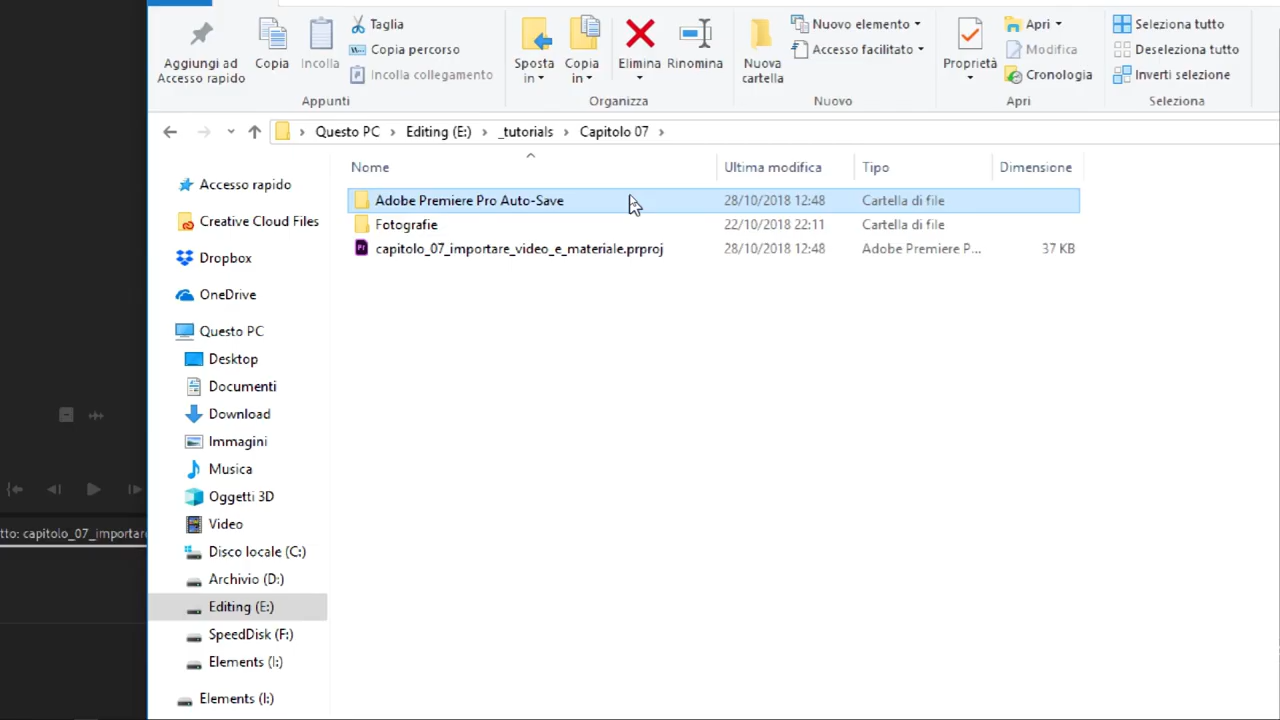 Aggiungi ad
Accesso rapido
Copia
Incolla
Taglia
Copia percorso
Incolla collegamento
Appunti
Sposta
in
Copia
in
Elimina
Rinomina
Organizza
Nuova
cartella
Nuovo elemento
Accesso facilitato
Nuovo
Proprietà
Apri
Modifica
Cronologia
Apri
Seleziona tutto
Deseleziona tutto
Inverti selezione
Seleziona
Questo PC > Editing (E:) > _tutorials > Capitolo 07 >
Nome Ultima modifica Tipo Dimensione
Adobe Premiere Pro Auto-Save 28/10/2018 12:48 Cartella di file
Fotografie 22/10/2018 22:11 Cartella di file
capitolo_07_importare_video_e_materiale.prproj 28/10/2018 12:48 Adobe Premiere P... 37 KB
Accesso rapido
Creative Cloud Files
Dropbox
OneDrive
Questo PC
Desktop
Documenti
Download
Immagini
Musica
Oggetti 3D
Video
Disco locale (C:)
Archivio (D:)
Editing (E:)
SpeedDisk (F:)
Elements (I:)
Elements (I:)
tto: capitolo_07_importare